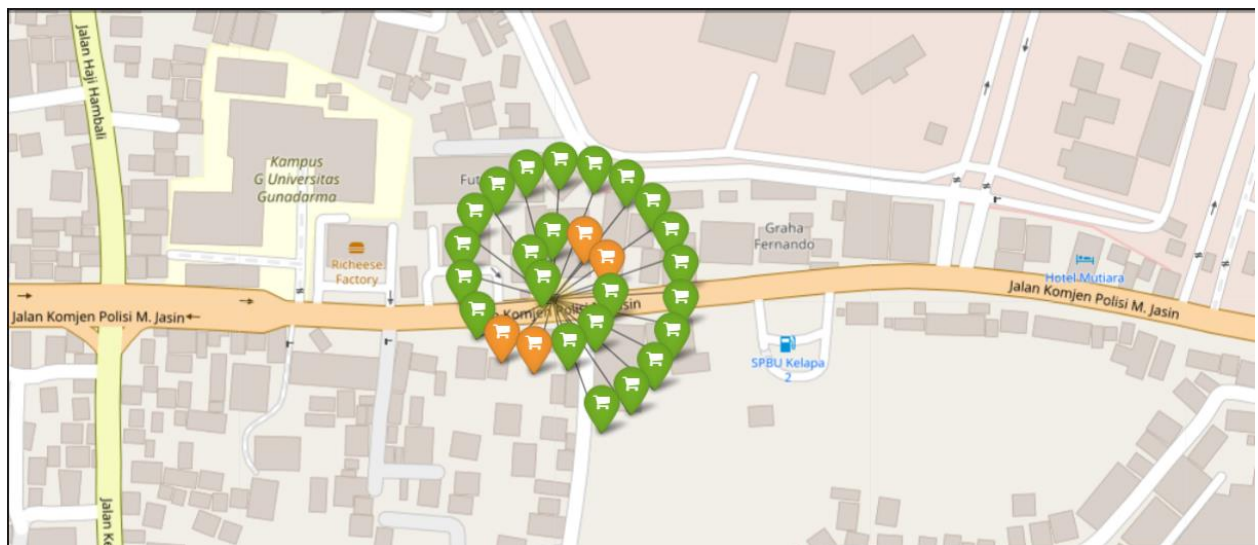 Jalan Haji Hambali
Kampus
G Universitas
Gunadarma
Richeese
Factory
Graha
Fernando
Hotel Mutiara
Jalan Komjen Polisi M. Jasin
Jalan Komjen Polisi M. Jasin
Komjen Polisi
Jasin
SPBU Kelapa
2